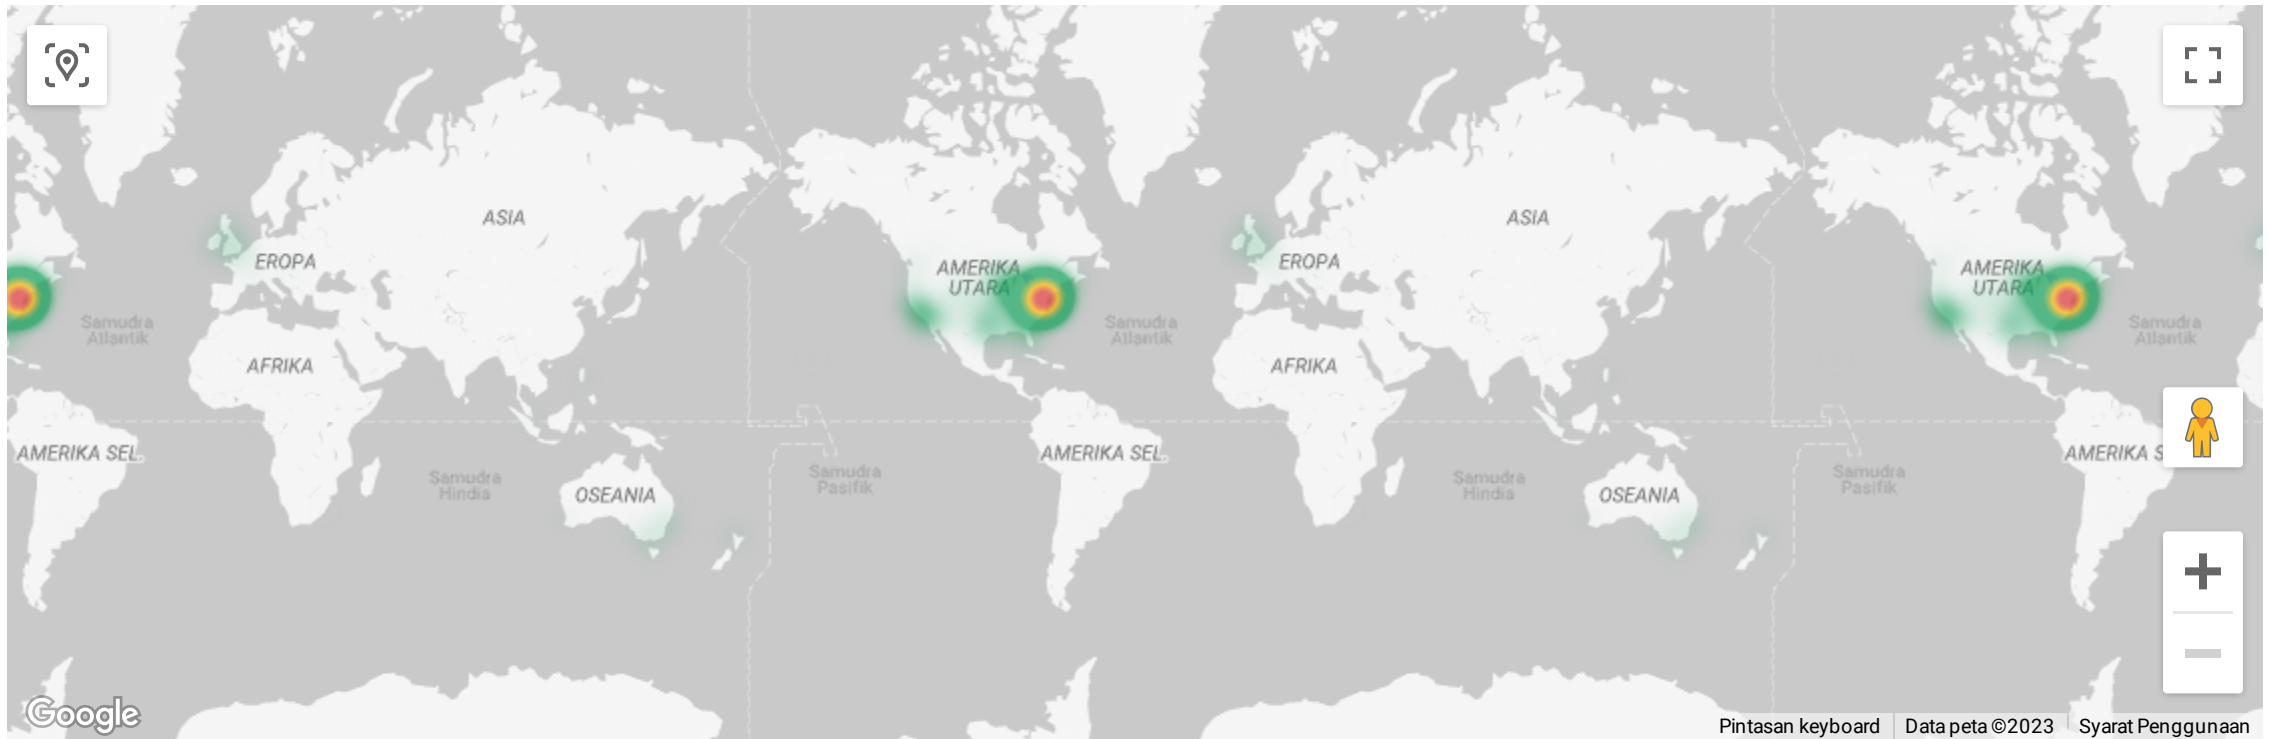 ASIA
ASIA
EROPA
EROPA
AMERIKA
UTARA
AMERIKA
UTARA
Samudra
Atlantik
Samudra
Atlantik
Samudra
Atlantik
AFRIKA
AFRIKA
AMERIKA SEL.
AMERIKA SEL.
AMERIKA S
Samudra
Hindia
OSEANIA
Samudra
Pasifik
Samudra
Hindia
OSEANIA
Samudra
Pasifik
Google
Pintasan keyboard
Data peta ©2023
Syarat Penggunaan